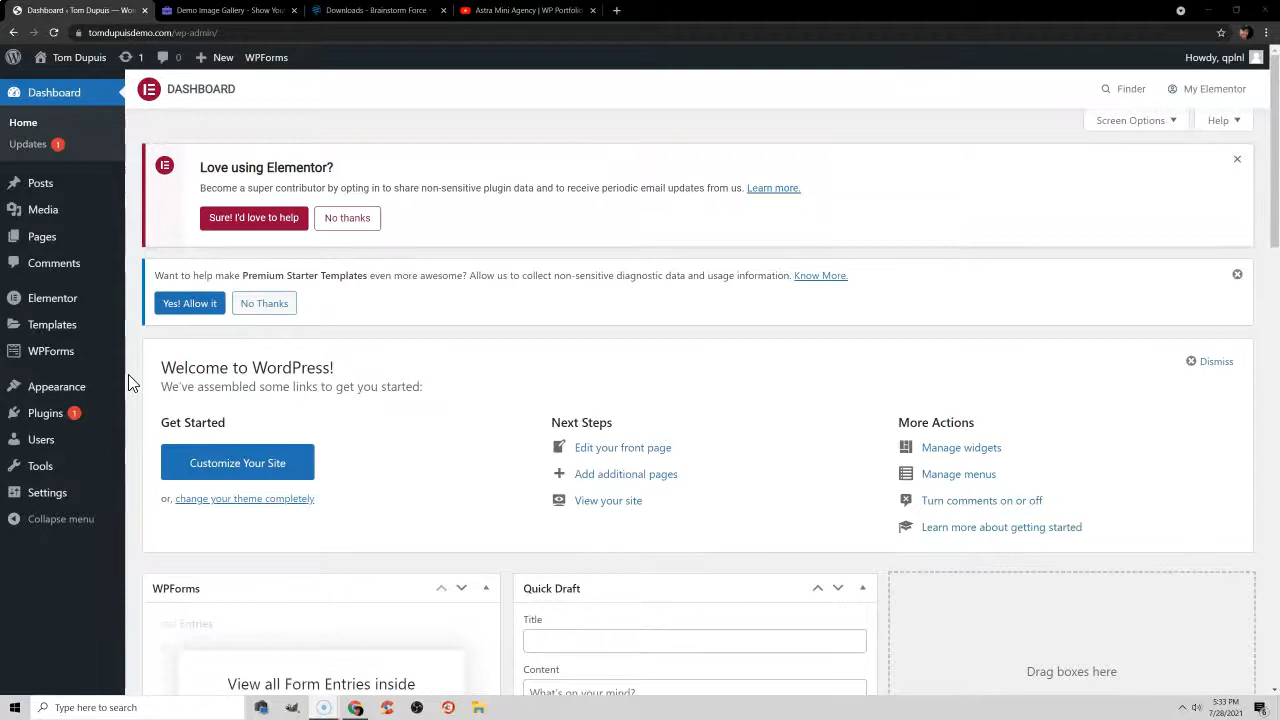 Dashboard ‹ Tom Dupuis — Wo
Demo Image Gallery - Show Your
Downloads - Brainstorm Force -
Astra Mini Agency | WP Portfolio
tomdupuisdemo.com/wp-admin/
Tom Dupuis
1
0
New
WPForms
Howdy, qplnl
Dashboard
Home
Updates 1
Posts
Media
Pages
Comments
Elementor
Templates
WPForms
Appearance
Plugins 1
Users
Tools
Settings
Collapse menu
DASHBOARD
Finder
My Elementor
Screen Options
Help
Love using Elementor?
Become a super contributor by opting in to share non-sensitive plugin data and to receive periodic email updates from us. Learn more.
Sure! I'd love to help
No thanks
Want to help make Premium Starter Templates even more awesome? Allow us to collect non-sensitive diagnostic data and usage information. Know More.
Yes! Allow it
No Thanks
Welcome to WordPress!
Dismiss
We've assembled some links to get you started:
Get Started
Customize Your Site
or, change your theme completely
Next Steps
Edit your front page
Add additional pages
View your site
More Actions
Manage widgets
Manage menus
Turn comments on or off
Learn more about getting started
WPForms
Entries
View all Form Entries inside
Quick Draft
Title
Content
What's on your mind?
Drag boxes here
Type here to search
5:33 PM
7/28/2021